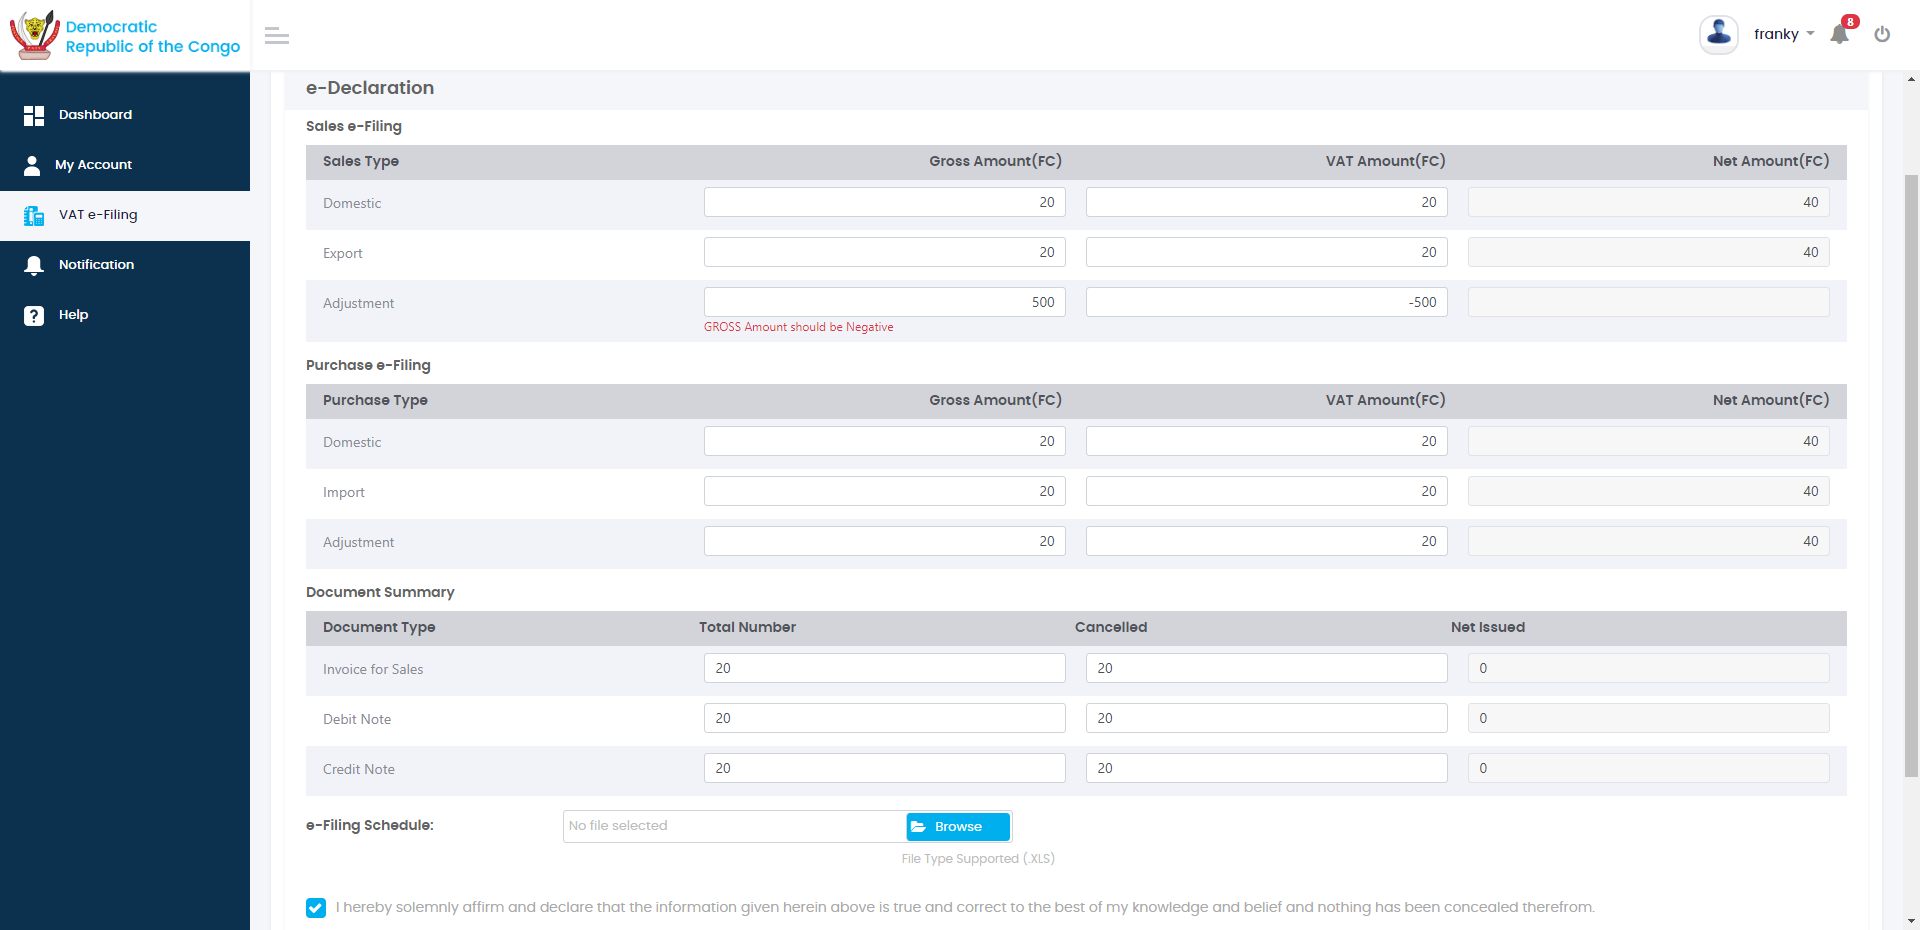 Democratic
Republic of the Congo
franky
8
Dashboard
My Account
VAT e-Filing
Notification
Help
e-Declaration
Sales e-Filing
Sales Type Gross Amount(FC) VAT Amount(FC) Net Amount(FC)
Domestic 20 20 40
Export 20 20 40
Adjustment 500 -500
GROSS Amount should be Negative
Purchase e-Filing
Purchase Type Gross Amount(FC) VAT Amount(FC) Net Amount(FC)
Domestic 20 20 40
Import 20 20 40
Adjustment 20 20 40
Document Summary
Document Type Total Number Cancelled Net Issued
Invoice for Sales 20 20 0
Debit Note 20 20 0
Credit Note 20 20 0
e-Filing Schedule: No file selected Browse
File Type Supported (.XLS)
I hereby solemnly affirm and declare that the information given herein above is true and correct to the best of my knowledge and belief and nothing has been concealed therefrom.